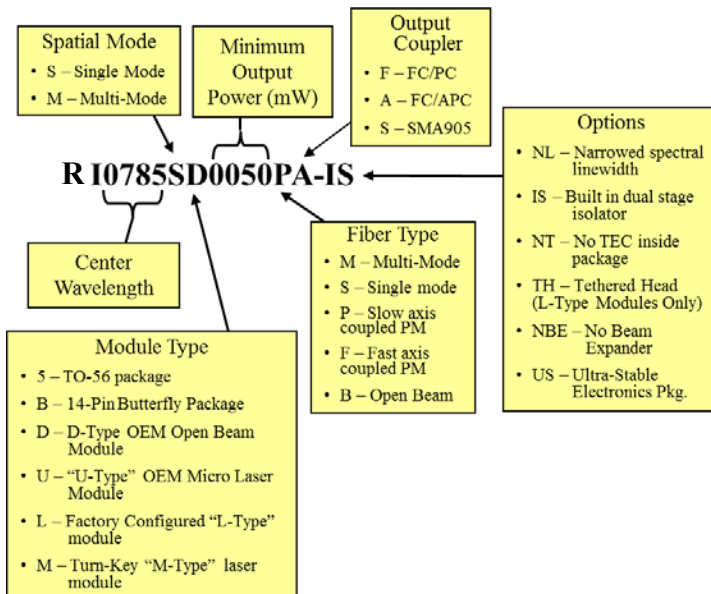 Spatial Mode
• S – Single Mode
• M – Multi-Mode
Minimum
Output
Power (mW)
Output
Coupler
• F – FC/PC
• A – FC/APC
• S – SMA905
Options
• NL – Narrowed spectral
linewidth
• IS – Built in dual stage
isolator
• NT – No TEC inside
package
• TH – Tethered Head
(L-Type Modules Only)
• NBE – No Beam
Expander
• US – Ultra-Stable
Electronics Pkg.
R I0785SD0050PA-IS
Center
Wavelength
Fiber Type
• M – Multi-Mode
• S – Single mode
• P – Slow axis
coupled PM
• F – Fast axis
coupled PM
• B – Open Beam
Module Type
• 5 – TO-56 package
• B – 14-Pin Butterfly Package
• D – D-Type OEM Open Beam
Module
• U – “U-Type” OEM Micro Laser
Module
• L – Factory Configured “L-Type”
module
• M – Turn-Key “M-Type” laser
module